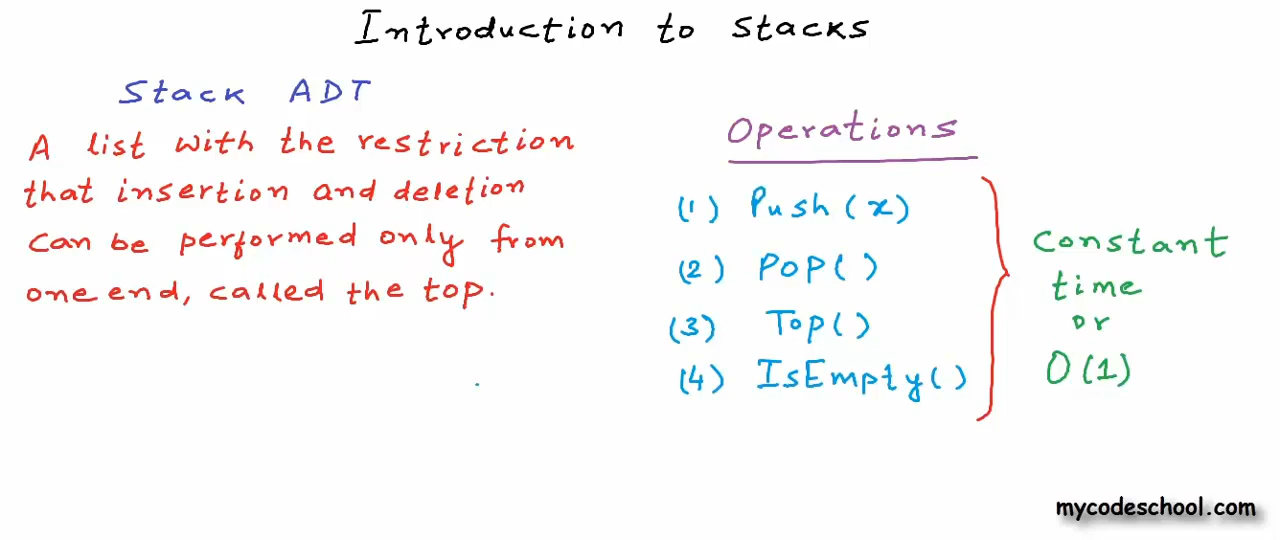 Introduction to Stacks
Stack ADT
A list with the restriction
that insertion and deletion
can be performed only from
one end, called the top.
Operations
(1) Push(x)
(2) Pop()
(3) Top()
(4) IsEmpty()
Constant
time
or
O(1)
mycodeschool.com